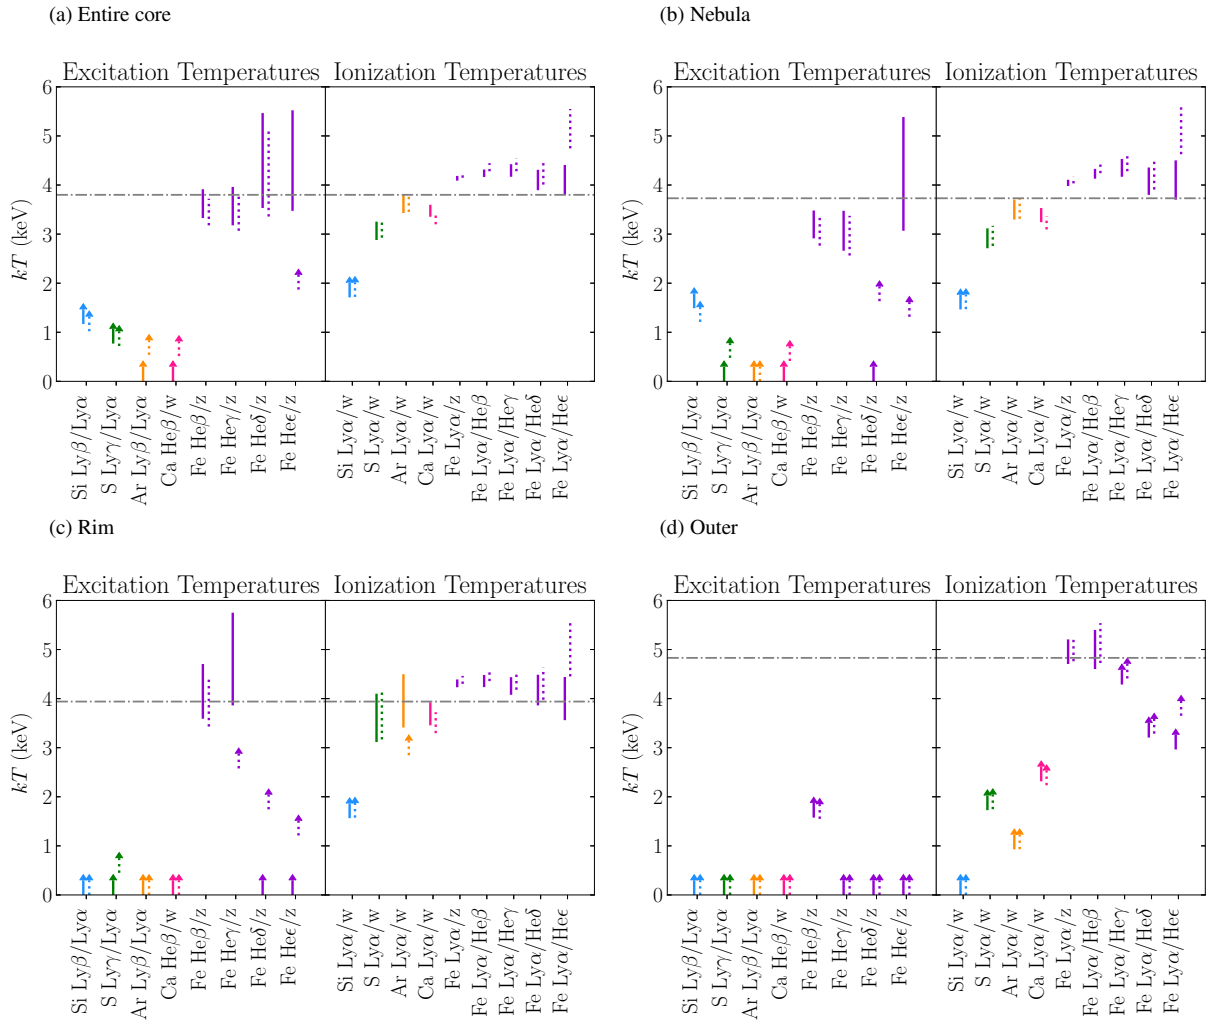 (a) Entire core
Excitation Temperatures
Ionization Temperatures
kT (keV)
6
5
4
3
2
1
0
Si Lyβ/Lyα
S Lyγ/Lyα
Ar Lyβ/Lyα
Ca Heβ/w
Fe Heβ/z
Fe Heγ/z
Fe Heδ/z
Fe Heϵ/z
Si Lyα/w
S Lyα/w
Ar Lyα/w
Ca Lyα/w
Fe Lyα/z
Fe Lyα/Heβ
Fe Lyα/Heγ
Fe Lyα/Heδ
Fe Lyα/Heϵ
(b) Nebula
Excitation Temperatures
Ionization Temperatures
kT (keV)
6
5
4
3
2
1
0
Si Lyβ/Lyα
S Lyγ/Lyα
Ar Lyβ/Lyα
Ca Heβ/w
Fe Heβ/z
Fe Heγ/z
Fe Heδ/z
Fe Heϵ/z
Si Lyα/w
S Lyα/w
Ar Lyα/w
Ca Lyα/w
Fe Lyα/z
Fe Lyα/Heβ
Fe Lyα/Heγ
Fe Lyα/Heδ
Fe Lyα/Heϵ
(c) Rim
Excitation Temperatures
Ionization Temperatures
kT (keV)
6
5
4
3
2
1
0
Si Lyβ/Lyα
S Lyγ/Lyα
Ar Lyβ/Lyα
Ca Heβ/w
Fe Heβ/z
Fe Heγ/z
Fe Heδ/z
Fe Heϵ/z
Si Lyα/w
S Lyα/w
Ar Lyα/w
Ca Lyα/w
Fe Lyα/z
Fe Lyα/Heβ
Fe Lyα/Heγ
Fe Lyα/Heδ
Fe Lyα/Heϵ
(d) Outer
Excitation Temperatures
Ionization Temperatures
kT (keV)
6
5
4
3
2
1
0
Si Lyβ/Lyα
S Lyγ/Lyα
Ar Lyβ/Lyα
Ca Heβ/w
Fe Heβ/z
Fe Heγ/z
Fe Heδ/z
Fe Heϵ/z
Si Lyα/w
S Lyα/w
Ar Lyα/w
Ca Lyα/w
Fe Lyα/z
Fe Lyα/Heβ
Fe Lyα/Heγ
Fe Lyα/Heδ
Fe Lyα/Heϵ